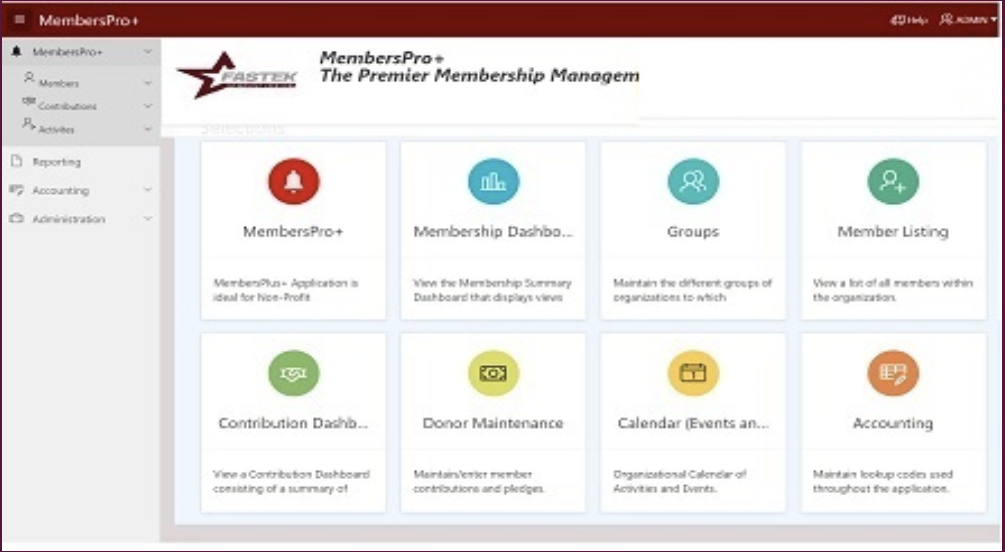 MembersPro+
Help
ADMIN
MembersPro+
Members
Contributions
Activites
Reporting
Accounting
Administration
FASTEK
MembersPro+
The Premier Membership Managem
Selections
MembersPro+
MembersPlus+ Application is
ideal for Non-Profit
Membership Dashbo...
View the Membership Summary
Dashboard that displays views
Groups
Maintain the different groups of
organizations to which
Member Listing
View a list of all members within
the organization.
Contribution Dashb...
View a Contribution Dashboard
consisting of a summary of
Donor Maintenance
Maintain/enter member
contributions and pledges.
Calendar (Events an...
Organizational Calendar of
Activities and Events.
Accounting
Maintain lookup codes used
throughout the application.